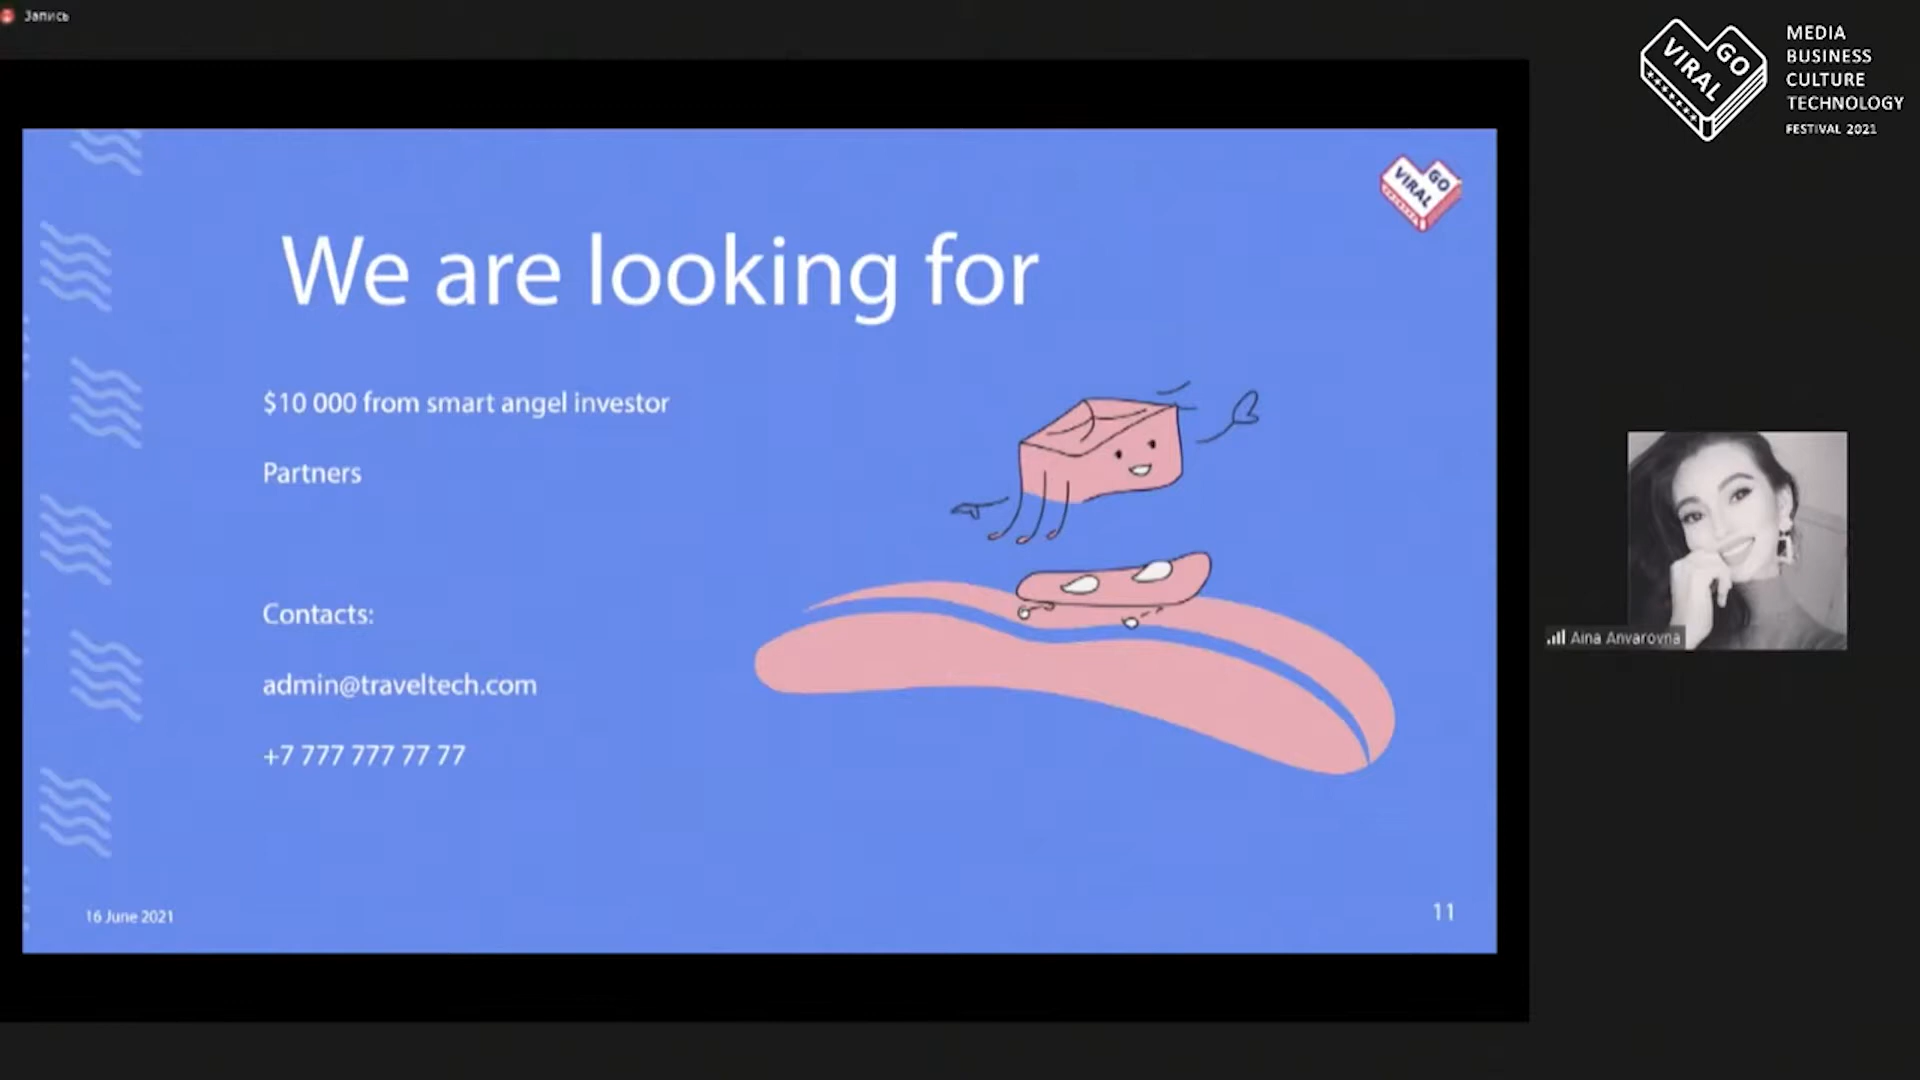 Запись
VIRAL GO
MEDIA
BUSINESS
CULTURE
TECHNOLOGY
FESTIVAL 2021
VIRAL GO
We are looking for
$10 000 from smart angel investor
Partners
Contacts:
admin@traveltech.com
+7 777 777 77 77
Aina Anvarovna
16 June 2021
11